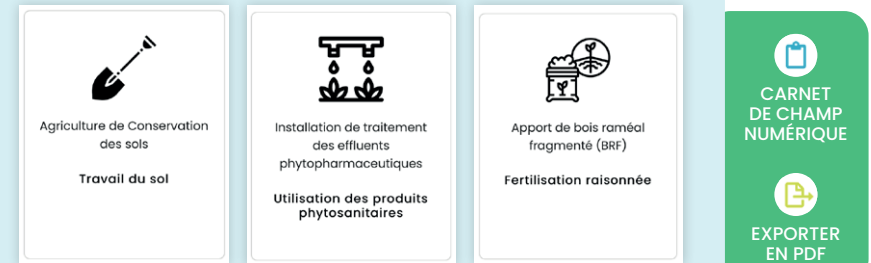 Agriculture de Conservation
des sols
Travail du sol
Installation de traitement
des effluents
phytopharmaceutiques
Utilisation des produits
phytosanitaires
Apport de bois raméal
fragmenté (BRF)
Fertilisation raisonnée
CARNET
DE CHAMP
NUMÉRIQUE
EXPORTER
EN PDF